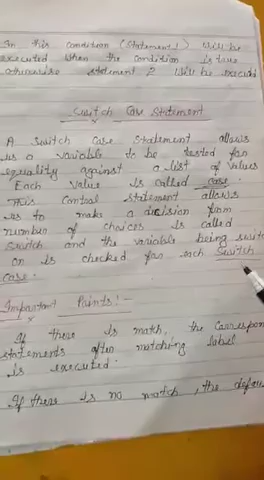 In this condition (Statement 1) will be
executed when the condition is true
otherwise statement 2 will be executed
Switch Case Statement
A Switch Case Statement allows
us a variable to be tested for
equality against a list of values
Each value is called case.
This Control statement allows
us to make a decision from
number of choices is called
Switch and the variable being switch
on is checked for each Switch
case.
Important Points:-
If there is match, the Correspon
statements after matching label
is executed.
If there is no match, the defau